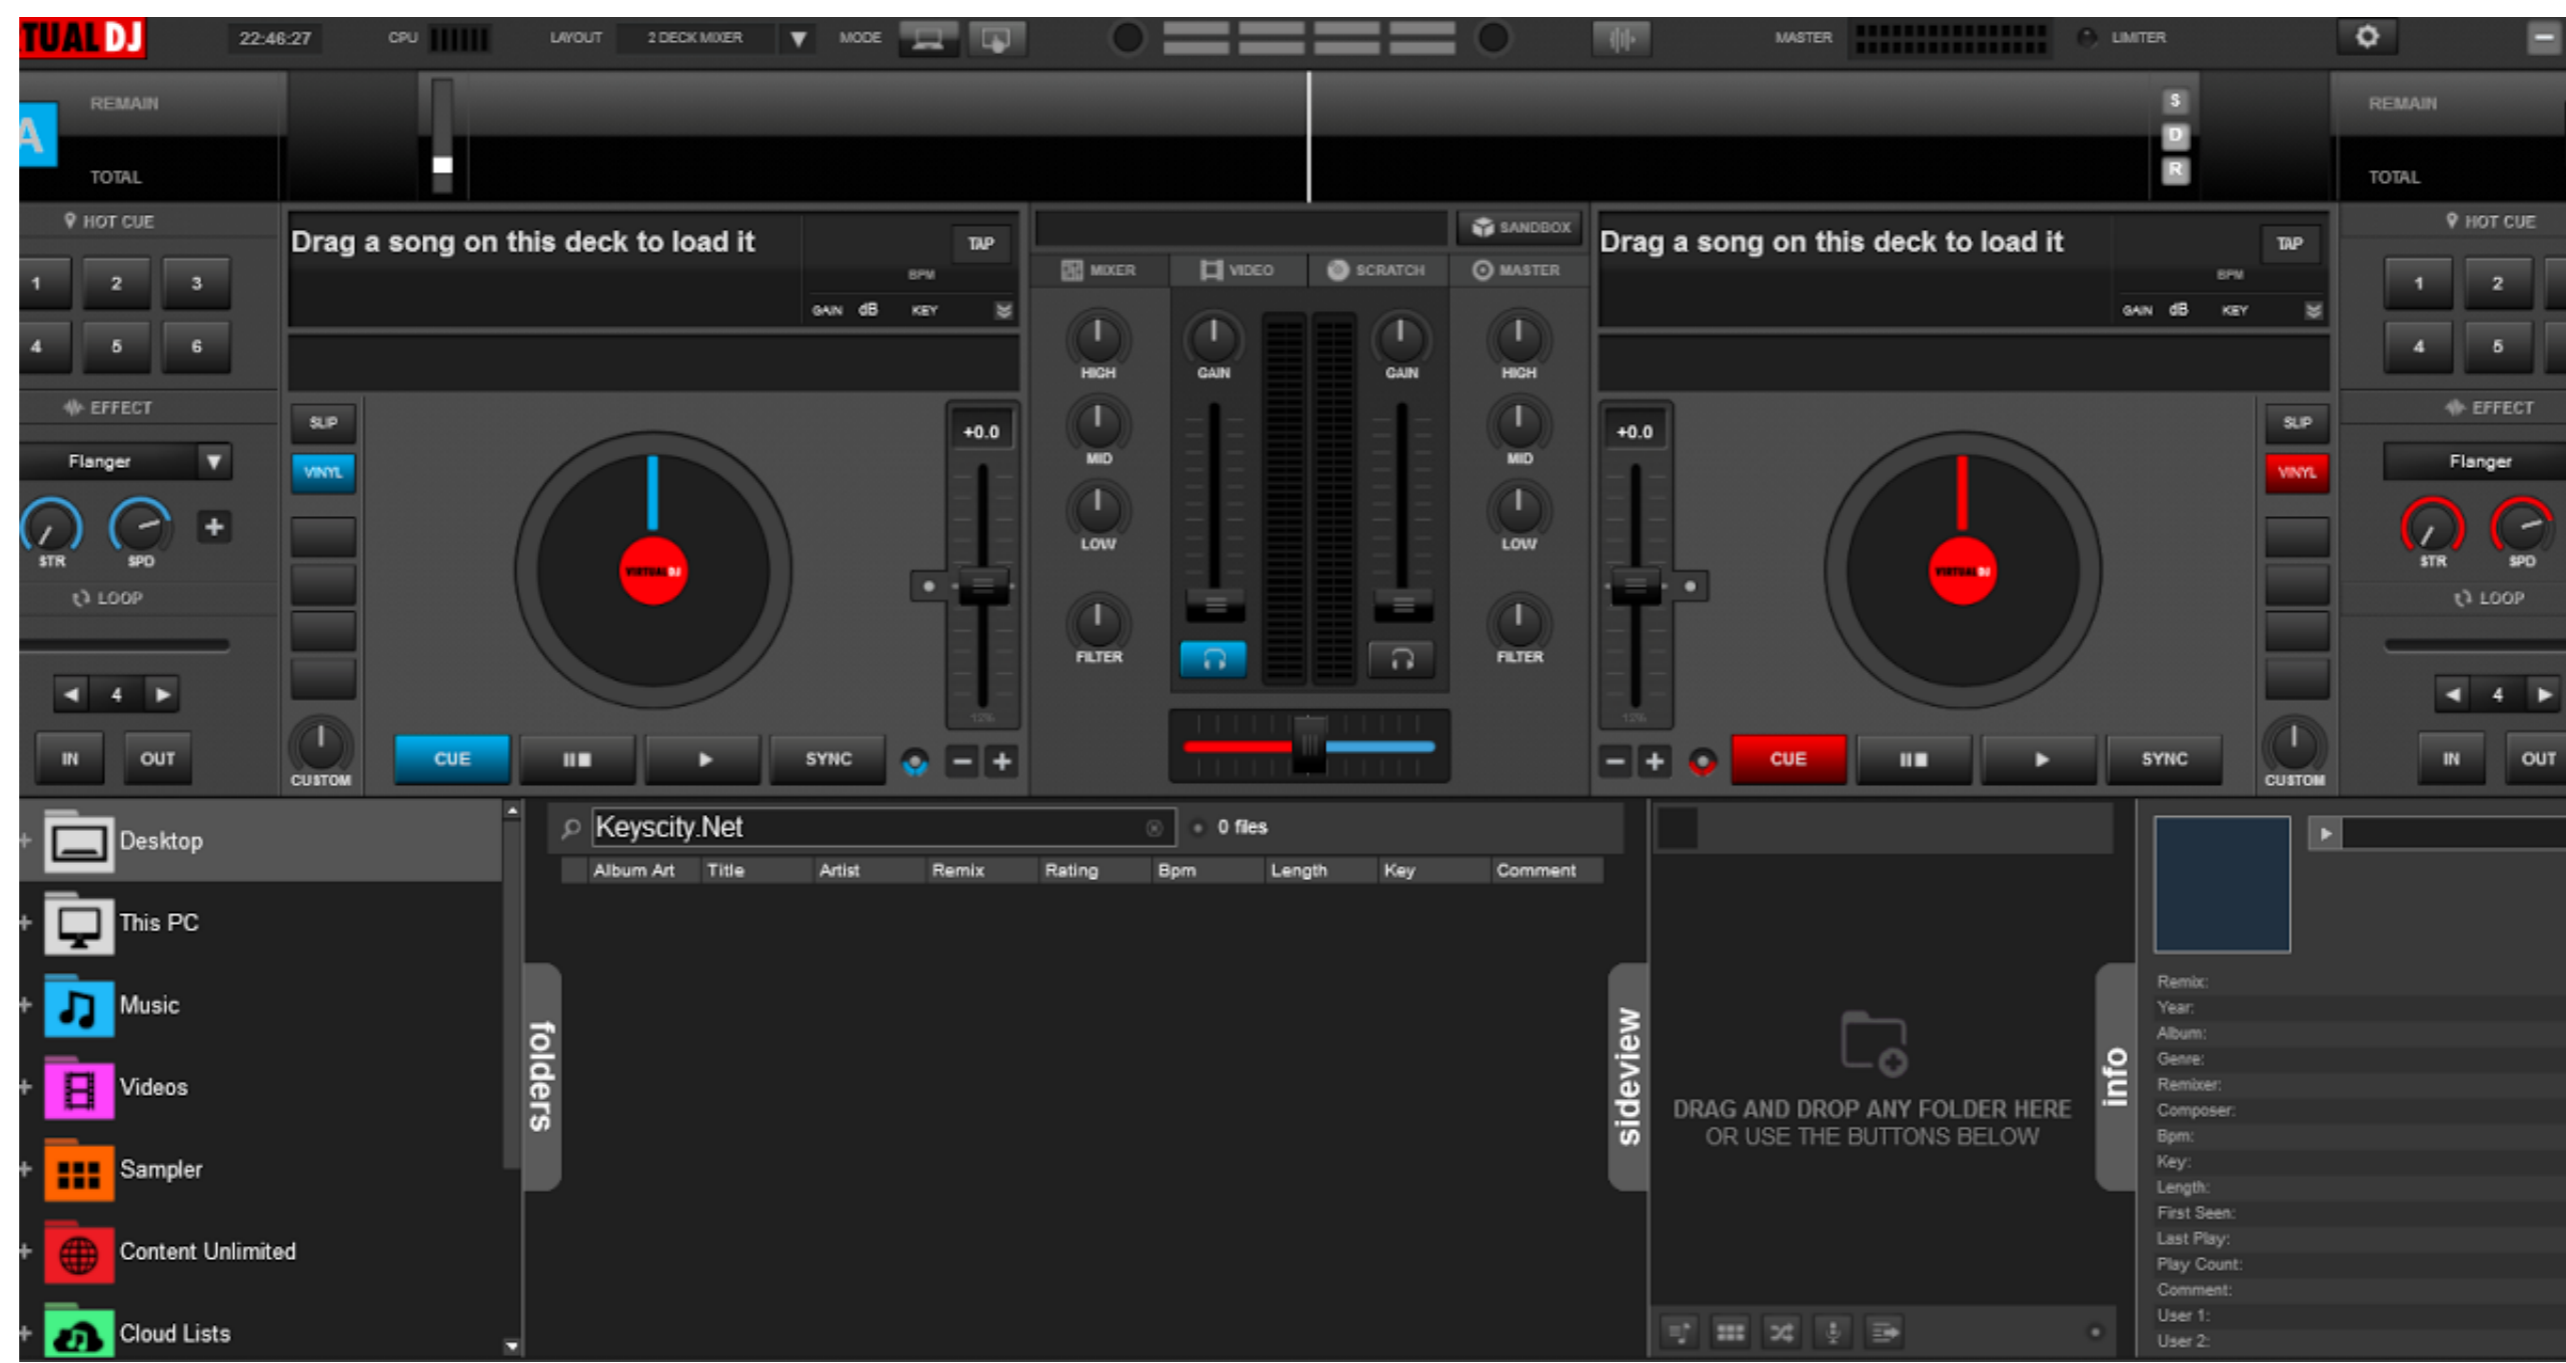 TUALDJ 22:46:27 CPU LAYOUT 2 DECK MIXER MODE MASTER LIMITER
A REMAIN
TOTAL
S
D
R
REMAIN
TOTAL
HOT CUE
1 2 3
4 5 6
EFFECT
Flanger
STR SPD
LOOP
4
IN OUT
Drag a song on this deck to load it
TAP
BPM
GAIN dB KEY
SLIP
VINYL
+0.0
VIRTUALDJ
12%
CUSTOM
CUE SYNC
SANDBOX
MIXER VIDEO SCRATCH MASTER
HIGH GAIN GAIN HIGH
MID MID
LOW LOW
FILTER FILTER
Drag a song on this deck to load it
TAP
BPM
GAIN dB KEY
+0.0
VIRTUALDJ
12%
SLIP
VINYL
CUSTOM
CUE SYNC
HOT CUE
1 2
4 5
EFFECT
Flanger
STR SPD
LOOP
4
IN OUT
Desktop
This PC
Music
Videos
Sampler
Content Unlimited
Cloud Lists
folders
Keyscity.Net 0 files
Album Art Title Artist Remix Rating Bpm Length Key Comment
sideview
DRAG AND DROP ANY FOLDER HERE
OR USE THE BUTTONS BELOW
info
Remix:
Year:
Album:
Genre:
Remixer:
Composer:
Bpm:
Key:
Length:
First Seen:
Last Play:
Play Count:
Comment:
User 1:
User 2: